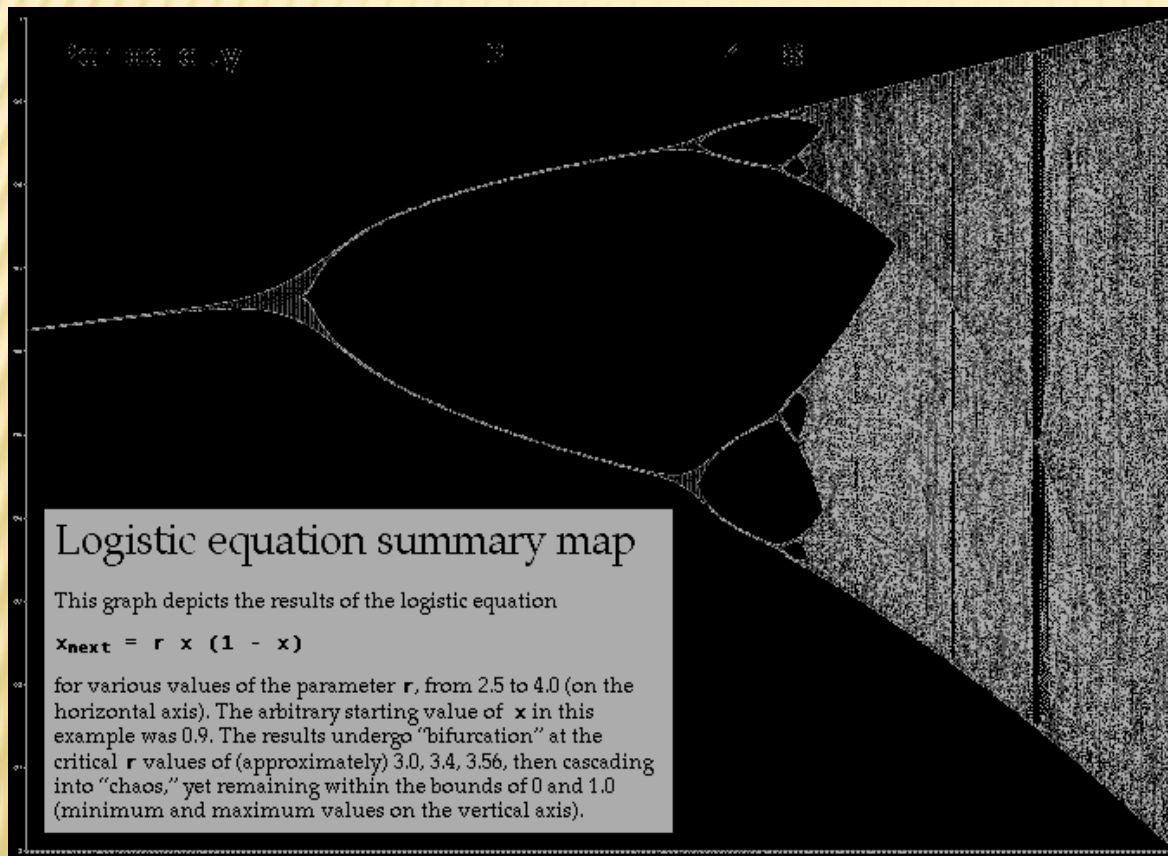 Logistic equation summary map
This graph depicts the results of the logistic equation
xnext = r x (1 - x)
for various values of the parameter r, from 2.5 to 4.0 (on the
horizontal axis). The arbitrary starting value of x in this
example was 0.9. The results undergo “bifurcation” at the
critical r values of (approximately) 3.0, 3.4, 3.56, then cascading
into “chaos,” yet remaining within the bounds of 0 and 1.0
(minimum and maximum values on the vertical axis).